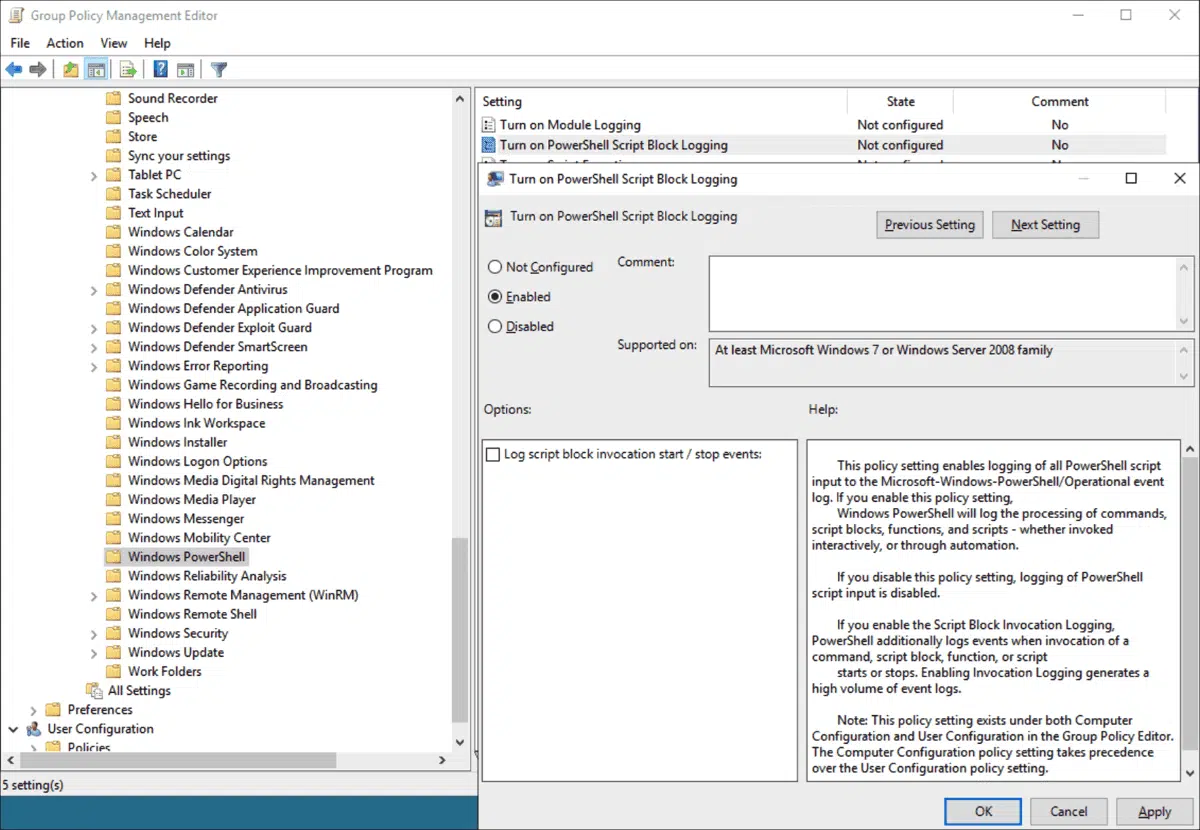 Group Policy Management Editor
File Action View Help
Sound Recorder
Speech
Store
Sync your settings
Tablet PC
Task Scheduler
Text Input
Windows Calendar
Windows Color System
Windows Customer Experience Improvement Program
Windows Defender Antivirus
Windows Defender Application Guard
Windows Defender Exploit Guard
Windows Defender SmartScreen
Windows Error Reporting
Windows Game Recording and Broadcasting
Windows Hello for Business
Windows Ink Workspace
Windows Installer
Windows Logon Options
Windows Media Digital Rights Management
Windows Media Player
Windows Messenger
Windows Mobility Center
Windows PowerShell
Windows Reliability Analysis
Windows Remote Management (WinRM)
Windows Remote Shell
Windows Security
Windows Update
Work Folders
All Settings
Preferences
User Configuration
Policies
5 setting(s)
Setting State Comment
Turn on Module Logging Not configured No
Turn on PowerShell Script Block Logging Not configured No
Turn on PowerShell Script Block Logging
Turn on PowerShell Script Block Logging
Previous Setting Next Setting
Not Configured
Enabled
Disabled
Comment:
Supported on:
At least Microsoft Windows 7 or Windows Server 2008 family
Options:
Help:
Log script block invocation start / stop events:
This policy setting enables logging of all PowerShell script
input to the Microsoft-Windows-PowerShell/Operational event
log. If you enable this policy setting,
Windows PowerShell will log the processing of commands,
script blocks, functions, and scripts - whether invoked
interactively, or through automation.
If you disable this policy setting, logging of PowerShell
script input is disabled.
If you enable the Script Block Invocation Logging,
PowerShell additionally logs events when invocation of a
command, script block, function, or script
starts or stops. Enabling Invocation Logging generates a
high volume of event logs.
Note: This policy setting exists under both Computer
Configuration and User Configuration in the Group Policy Editor.
The Computer Configuration policy setting takes precedence
over the User Configuration policy setting.
OK Cancel Apply